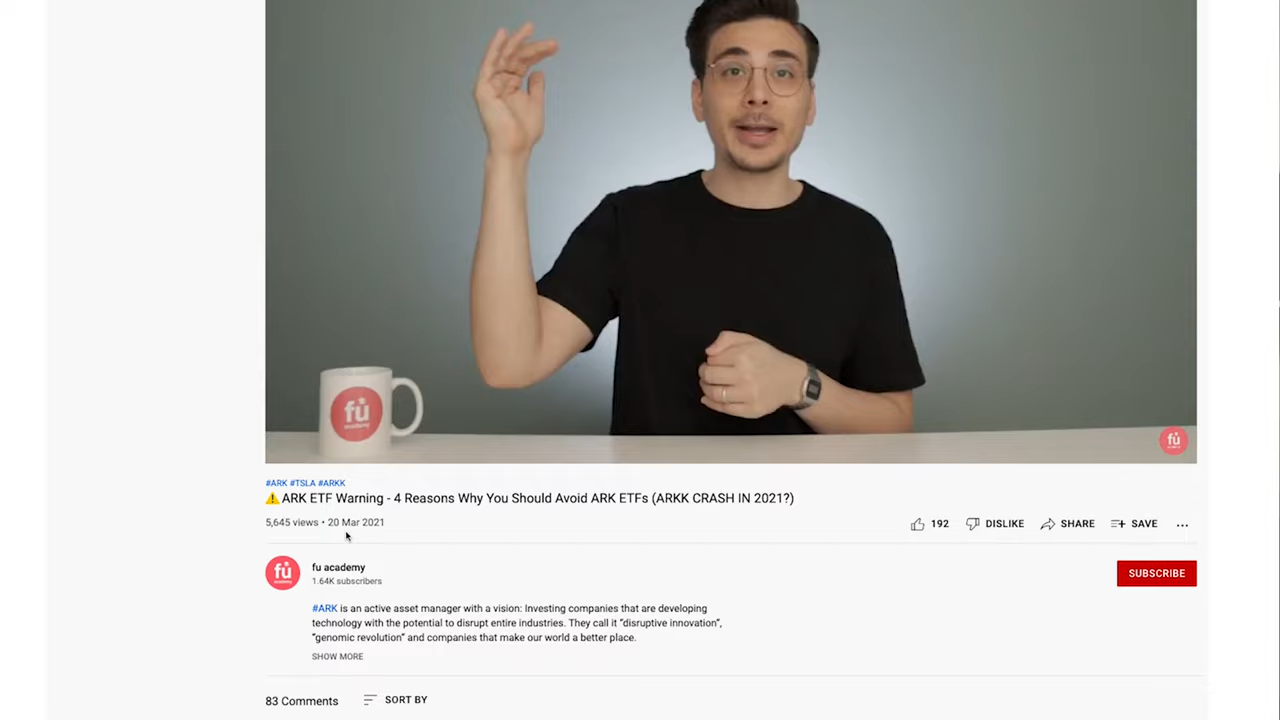 fu
academy
fu
#ARK #TSLA #ARKK
ARK ETF Warning - 4 Reasons Why You Should Avoid ARK ETFs (ARKK CRASH IN 2021?)
5,645 views • 20 Mar 2021
192 DISLIKE SHARE SAVE ...
fu
fu academy
1.64K subscribers
SUBSCRIBE
#ARK is an active asset manager with a vision: Investing companies that are developing
technology with the potential to disrupt entire industries. They call it "disruptive innovation",
"genomic revolution" and companies that make our world a better place.
SHOW MORE
83 Comments SORT BY